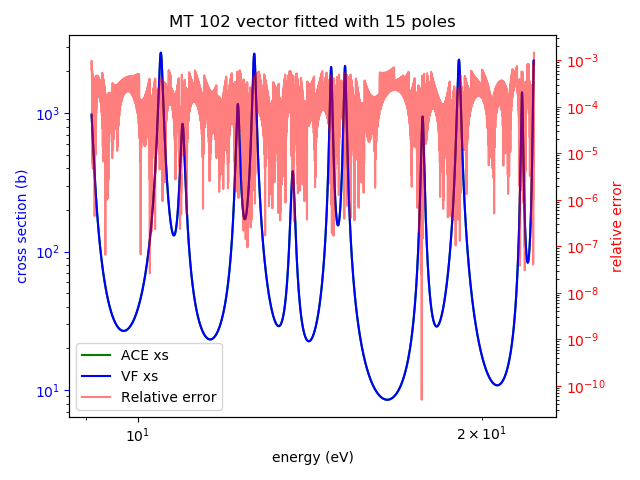 MT 102 vector fitted with 15 poles
cross section (b)
10³
10²
10¹
10⁻³
10⁻⁴
10⁻⁵
10⁻⁶
10⁻⁷
10⁻⁸
10⁻⁹
10⁻¹⁰
relative error
ACE xs
VF xs
Relative error
10¹
2 × 10¹
energy (eV)